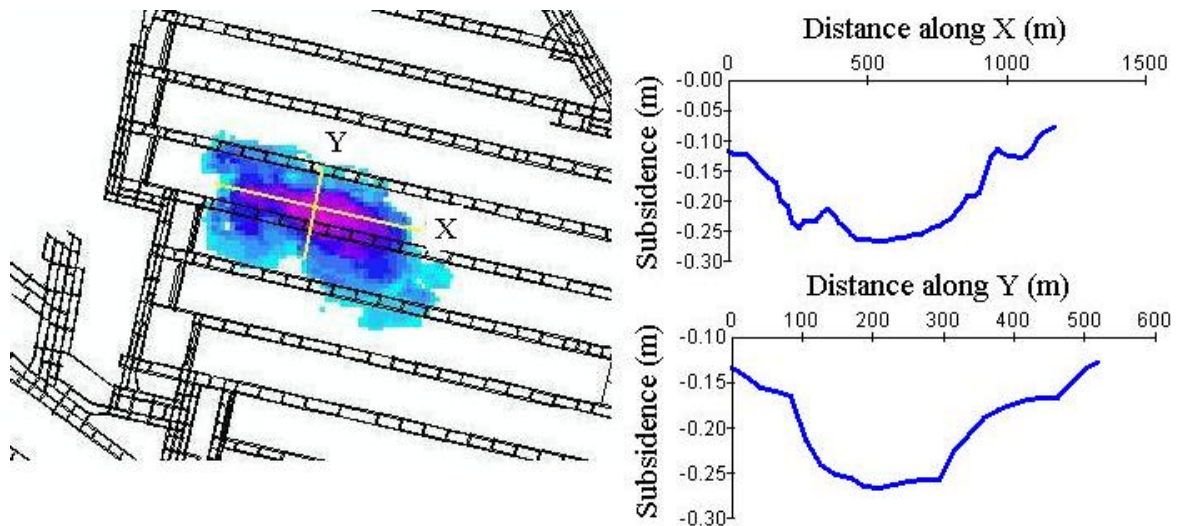 Y
X
Distance along X (m)
0 500 1000 1500
Subsidence (m)
-0.00
-0.05
-0.10
-0.15
-0.20
-0.25
-0.30
Distance along Y (m)
0 100 200 300 400 500 600
Subsidence (m)
-0.10
-0.15
-0.20
-0.25
-0.30